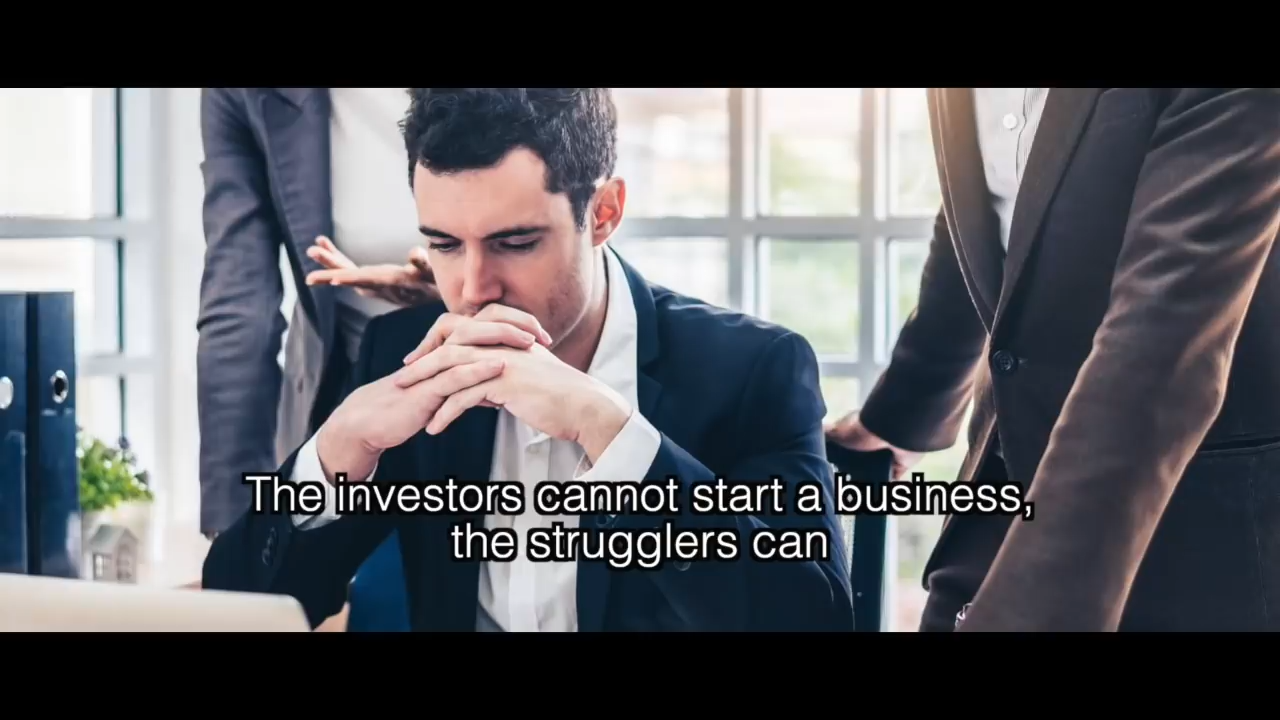 The investors cannot start a business,
the strugglers can